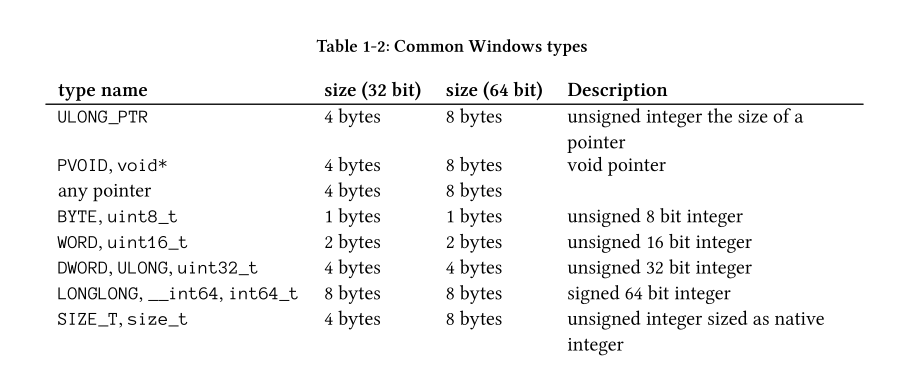 Table 1-2: Common Windows types
type name size (32 bit) size (64 bit) Description
ULONG_PTR 4 bytes 8 bytes unsigned integer the size of a
pointer
PVOID, void* 4 bytes 8 bytes void pointer
any pointer 4 bytes 8 bytes
BYTE, uint8_t 1 bytes 1 bytes unsigned 8 bit integer
WORD, uint16_t 2 bytes 2 bytes unsigned 16 bit integer
DWORD, ULONG, uint32_t 4 bytes 4 bytes unsigned 32 bit integer
LONGLONG, __int64, int64_t 8 bytes 8 bytes signed 64 bit integer
SIZE_T, size_t 4 bytes 8 bytes unsigned integer sized as native
integer